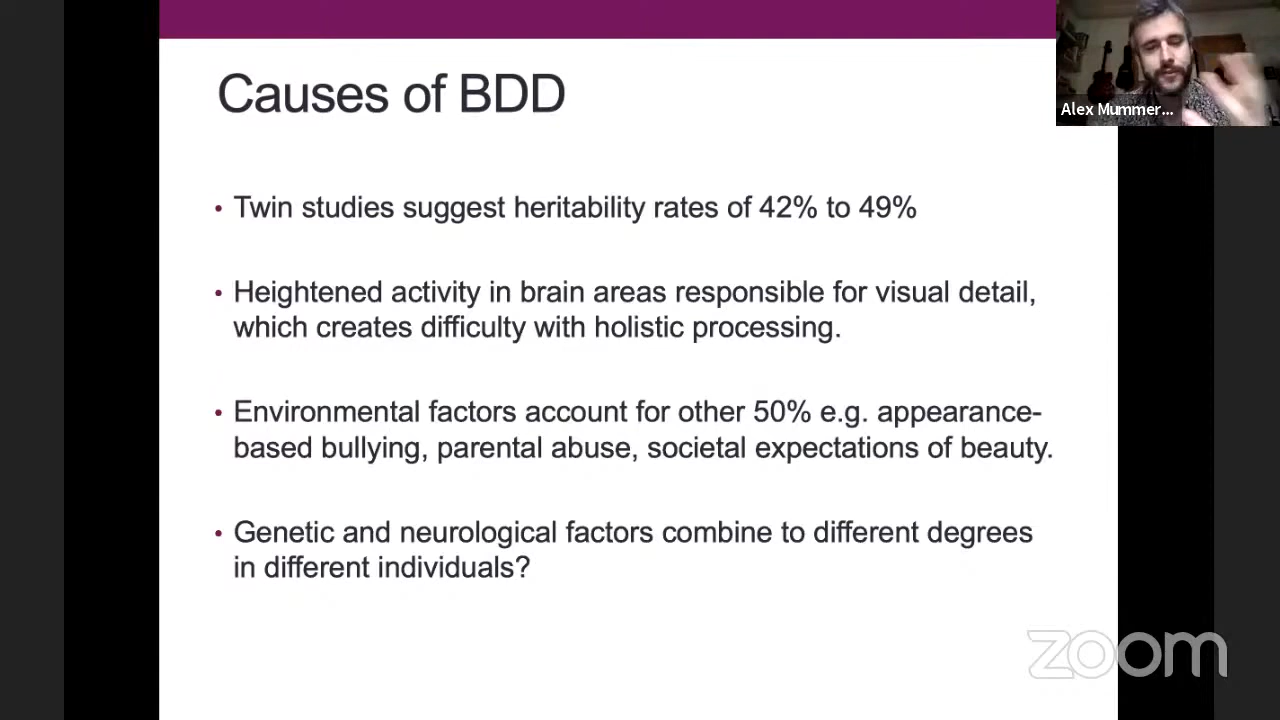 Causes of BDD
Alex Mummer...
• Twin studies suggest heritability rates of 42% to 49%
• Heightened activity in brain areas responsible for visual detail,
which creates difficulty with holistic processing.
• Environmental factors account for other 50% e.g. appearance-
based bullying, parental abuse, societal expectations of beauty.
• Genetic and neurological factors combine to different degrees
in different individuals?
zoom